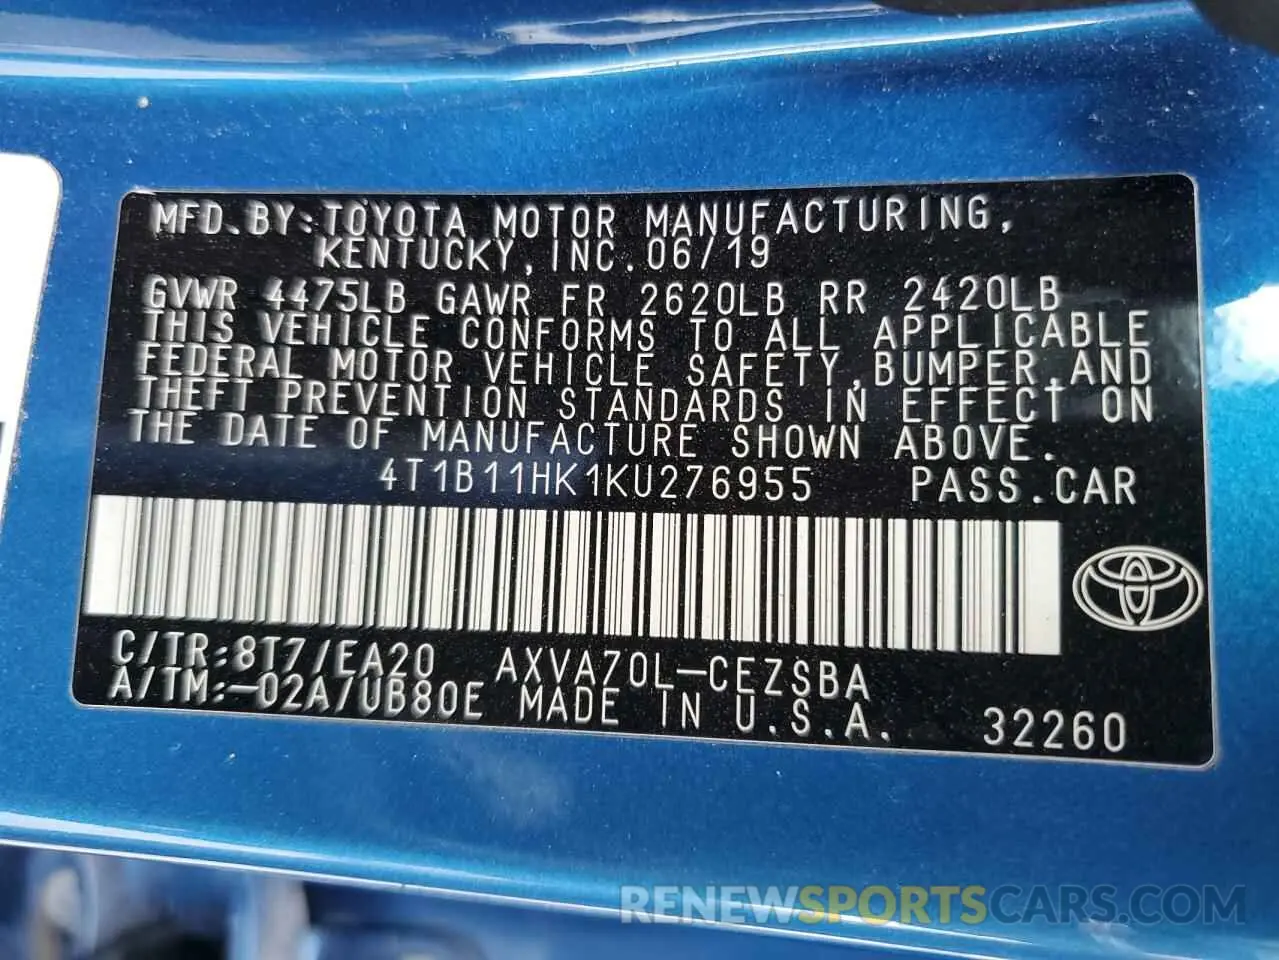 MFD.BY:TOYOTA MOTOR MANUFACTURING,
KENTUCKY,INC.06/19
GVWR 4475LB GAWR FR 2620LB RR 2420LB
THIS VEHICLE CONFORMS TO ALL APPLICABLE
FEDERAL MOTOR VEHICLE SAFETY,BUMPER,AND
THEFT PREVENTION STANDARDS IN EFFECT ON
THE DATE OF MANUFACTURE SHOWN ABOVE.
4T1B11HK1KU276955 PASS.CAR
C/TR:8T7/EA20 AXVA70L-CEZSBA
A/TM:-02A/UB80E MADE IN U.S.A. 32260
RENEWSPORTSCARS.COM